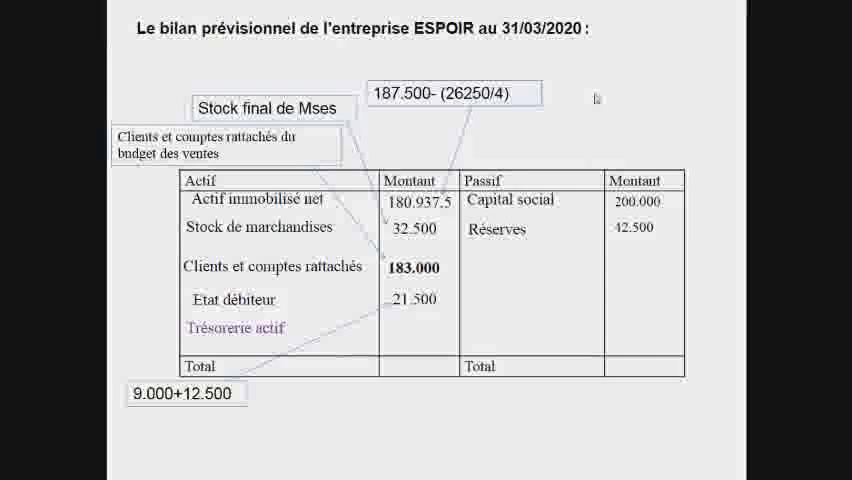 Le bilan prévisionnel de l'entreprise ESPOIR au 31/03/2020 :
187.500- (26250/4)
Stock final de Mses
Clients et comptes rattachés du
budget des ventes
Actif Montant Passif Montant
Actif immobilisé net 180.937.5 Capital social 200.000
Stock de marchandises 32.500 Réserves 42.500
Clients et comptes rattachés 183.000
Etat débiteur 21.500
Trésorerie actif
Total Total
9.000+12.500